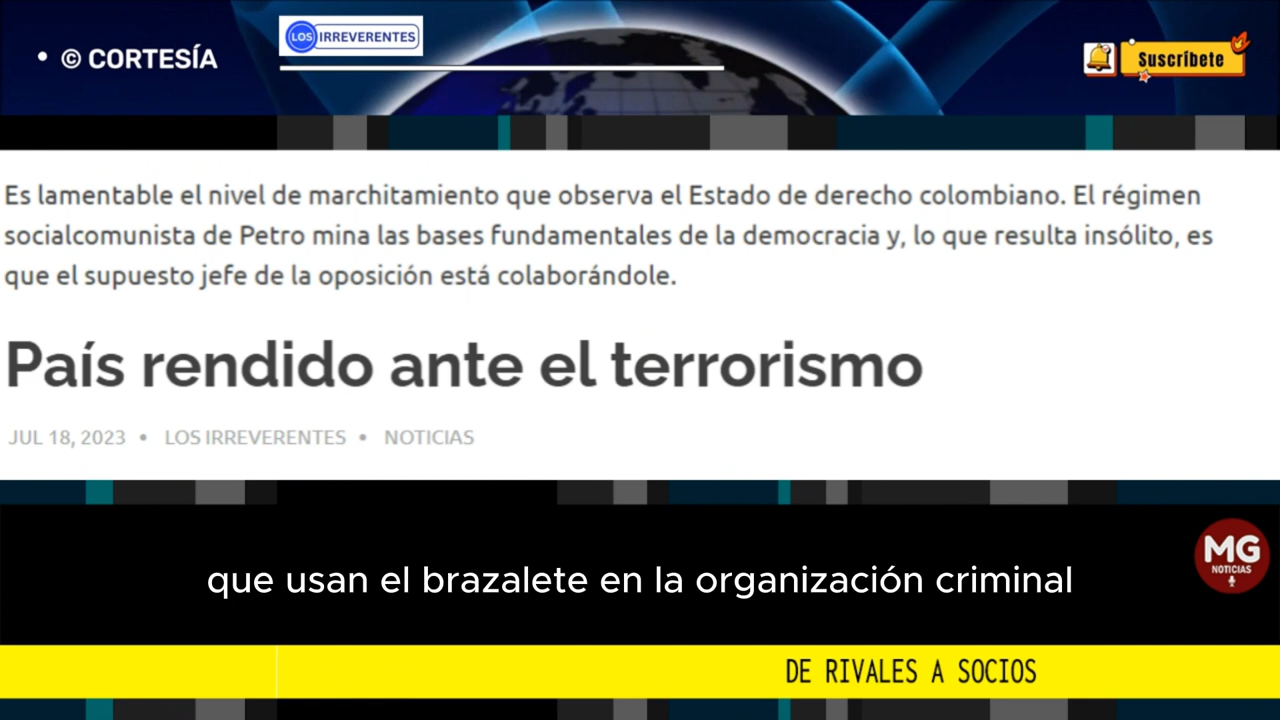 • © CORTESÍA
LOS IRREVERENTES
Suscríbete
Es lamentable el nivel de marchitamiento que observa el Estado de derecho colombiano. El régimen
socialcomunista de Petro mina las bases fundamentales de la democracia y, lo que resulta insólito, es
que el supuesto jefe de la oposición está colaborándole.
País rendido ante el terrorismo
JUL 18, 2023 • LOS IRREVERENTES • NOTICIAS
MG
NOTICIAS
que usan el brazalete en la organización criminal
DE RIVALES A SOCIOS